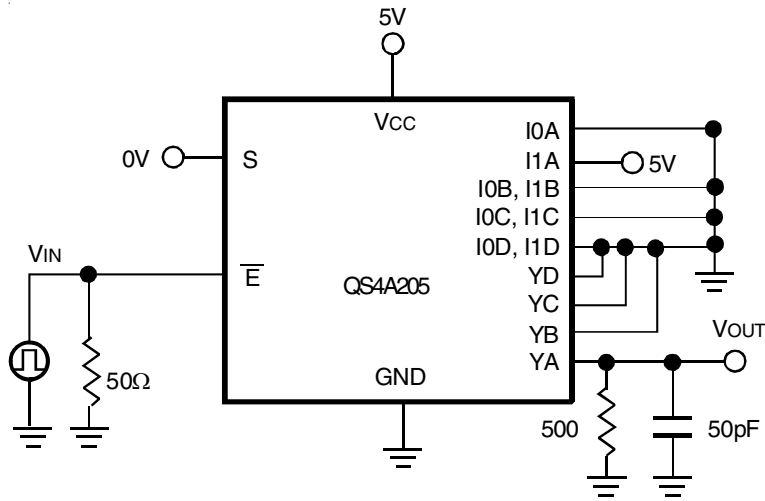 5V
VCC
0V
S
I0A
I1A
5V
I0B, I1B
I0C, I1C
I0D, I1D
VIN
E
QS4A205
YD
YC
YB
YA
VOUT
50Ω
GND
500
50pF